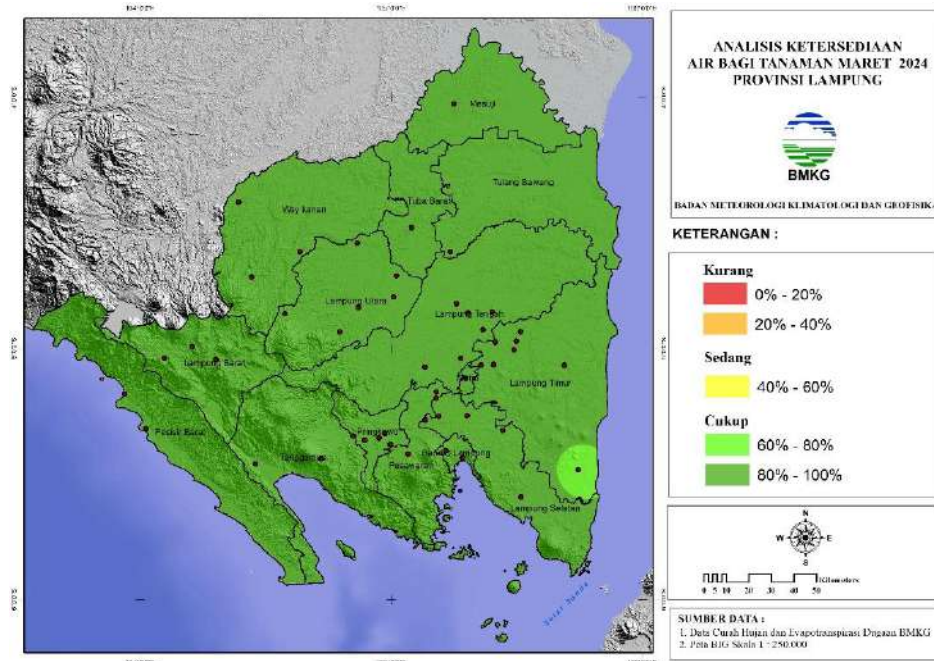 ANALISIS KETERSEDIAAN
AIR BAGI TANAMAN MARET 2024
PROVINSI LAMPUNG
BMKG
BADAN METEOROLOGI KLIMATOLOGI DAN GEOFISIKA
KETERANGAN :
Kurang
0% - 20%
20% - 40%
Sedang
40% - 60%
Cukup
60% - 80%
80% - 100%
N
W E
S
Kilometers
0 5 10 20 30 40 50
SUMBER DATA :
1. Data Curah Hujan dan Evapotranspirasi Dugaan BMKG
2. Peta BIG Skala 1 : 250.000
Mesuji
Tulang Bawang
Tuba Barat
Way Kanan
Lampung Utara
Lampung Tengah
Lampung Barat
Lampung Timur
Pesisir Barat
Pringsewu
Tanggamus
Bandar Lampung
Pesawaran
Lampung Selatan
Selat Sunda